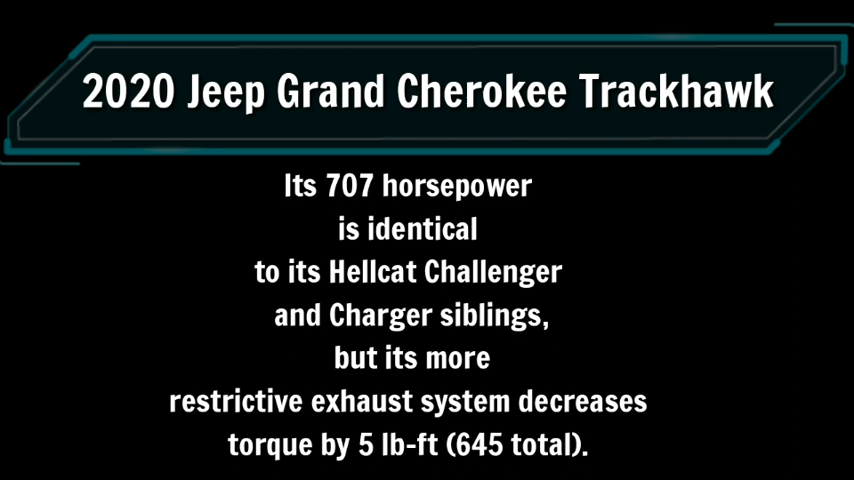 2020 Jeep Grand Cherokee Trackhawk
Its 707 horsepower
is identical
to its Hellcat Challenger
and Charger siblings,
but its more
restrictive exhaust system decreases
torque by 5 lb-ft (645 total).